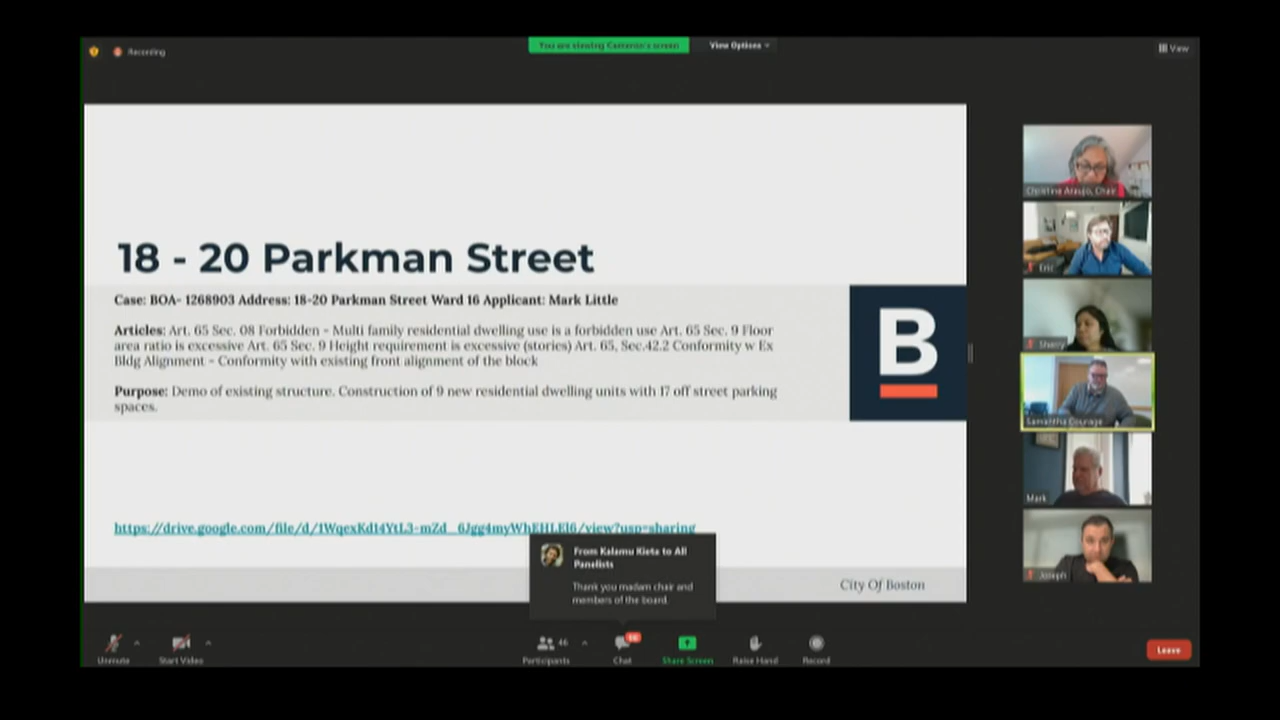 Recording
You are viewing Cameron's screen
View Options
View
18 - 20 Parkman Street
Case: BOA- 1268903 Address: 18-20 Parkman Street Ward 16 Applicant: Mark Little
Articles: Art. 65 Sec. 08 Forbidden - Multi family residential dwelling use is a forbidden use Art. 65 Sec. 9 Floor
area ratio is excessive Art. 65 Sec. 9 Height requirement is excessive (stories) Art. 65, Sec.42.2 Conformity w Ex
Bldg Alignment - Conformity with existing front alignment of the block
Purpose: Demo of existing structure. Construction of 9 new residential dwelling units with 17 off street parking
spaces.
B
City Of Boston
From Kalamu Kieta to All
Panelists
Thank you madam chair and
members of the board.
Christine Araujo, Chair
Eric
Sherry
Samantha Courage
Mark
Joseph
Unmute
Start Video
Participants
46
Chat
Share Screen
Raise Hand
Record
Leave